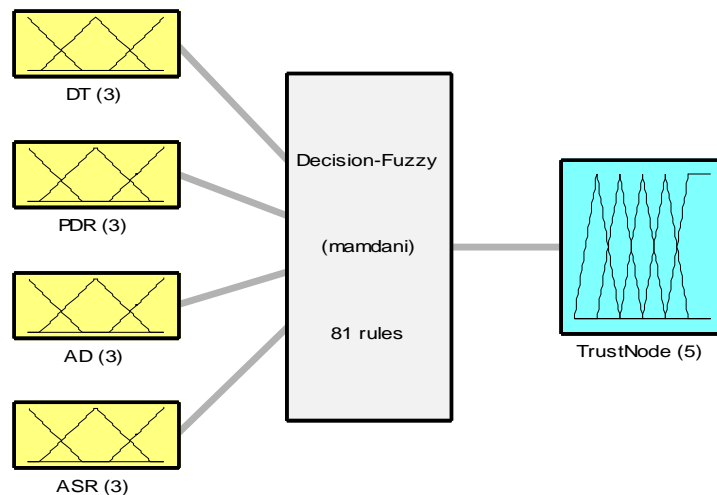 DT (3)
PDR (3)
AD (3)
ASR (3)
Decision-Fuzzy
(mamdani)
81 rules
TrustNode (5)